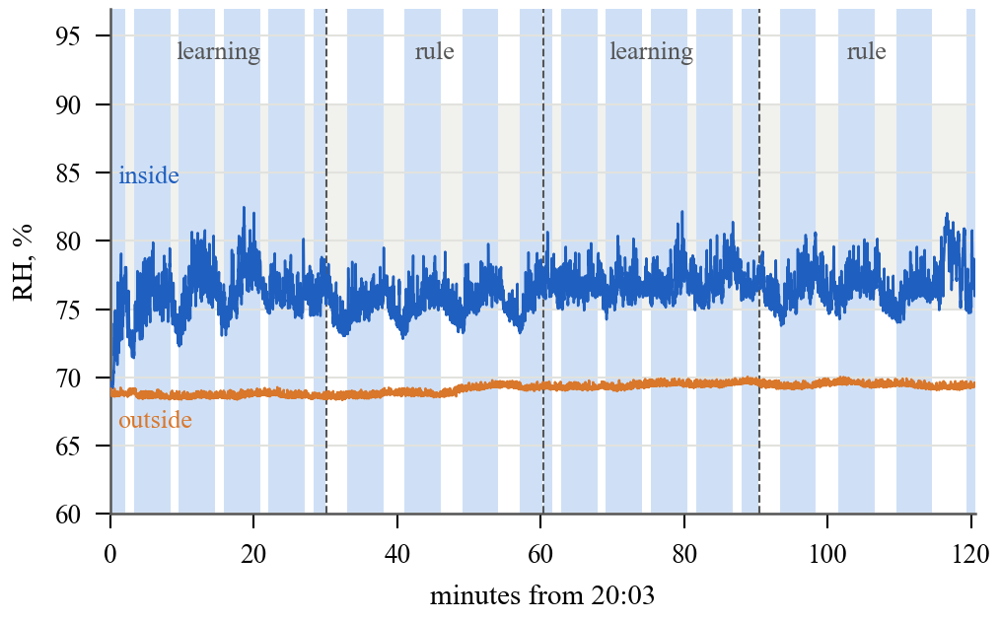 95
learning rule learning rule
90
85
inside
80
75
70
outside
65
60
RH, %
0 20 40 60 80 100 120
minutes from 20:03